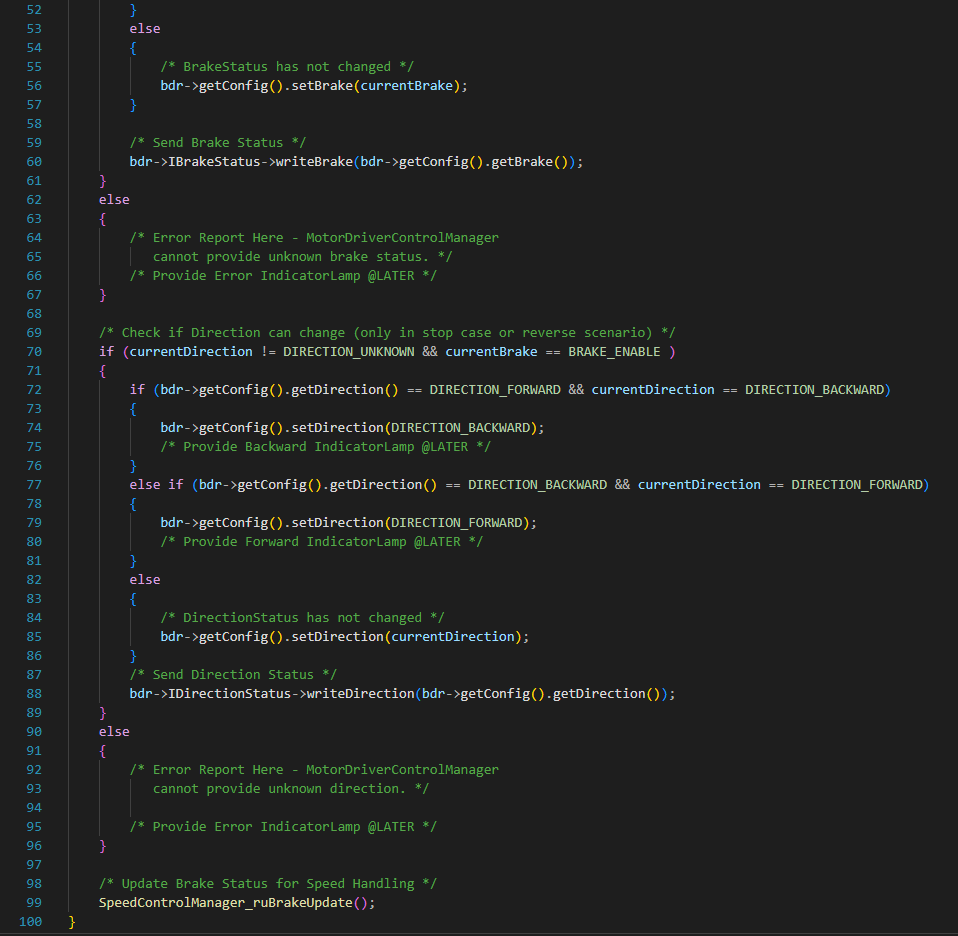 52 }
53 else
54 {
55 /* BrakeStatus has not changed */
56 bdr->getConfig().setBrake(currentBrake);
57 }
58
59 /* Send Brake Status */
60 bdr->IBrakeStatus->writeBrake(bdr->getConfig().getBrake());
61 }
62 else
63 {
64 /* Error Report Here - MotorDriverControlManager
65 cannot provide unknown brake status. */
66 /* Provide Error IndicatorLamp @LATER */
67 }
68
69 /* Check if Direction can change (only in stop case or reverse scenario) */
70 if (currentDirection != DIRECTION_UNKNOWN && currentBrake == BRAKE_ENABLE )
71 {
72 if (bdr->getConfig().getDirection() == DIRECTION_FORWARD && currentDirection == DIRECTION_BACKWARD)
73 {
74 bdr->getConfig().setDirection(DIRECTION_BACKWARD);
75 /* Provide Backward IndicatorLamp @LATER */
76 }
77 else if (bdr->getConfig().getDirection() == DIRECTION_BACKWARD && currentDirection == DIRECTION_FORWARD)
78 {
79 bdr->getConfig().setDirection(DIRECTION_FORWARD);
80 /* Provide Forward IndicatorLamp @LATER */
81 }
82 else
83 {
84 /* DirectionStatus has not changed */
85 bdr->getConfig().setDirection(currentDirection);
86 }
87 /* Send Direction Status */
88 bdr->IDirectionStatus->writeDirection(bdr->getConfig().getDirection());
89 }
90 else
91 {
92 /* Error Report Here - MotorDriverControlManager
93 cannot provide unknown direction. */
94
95 /* Provide Error IndicatorLamp @LATER */
96 }
97
98 /* Update Brake Status for Speed Handling */
99 SpeedControlManager_ruBrakeUpdate();
100 }